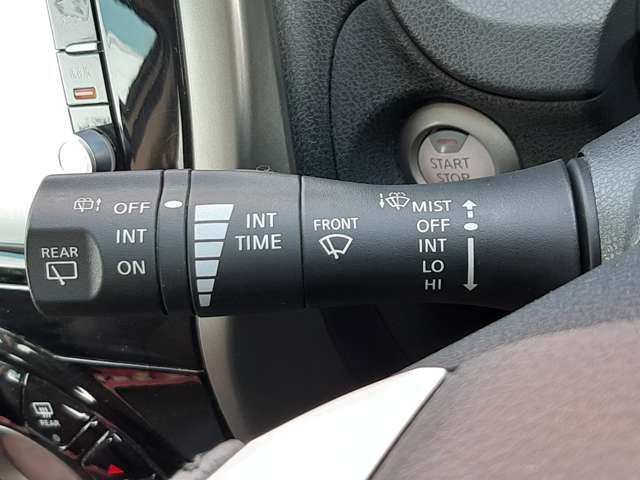 START
STOP
REAR
OFF
INT
ON
INT
TIME
FRONT
MIST
OFF
INT
LO
HI
REAR